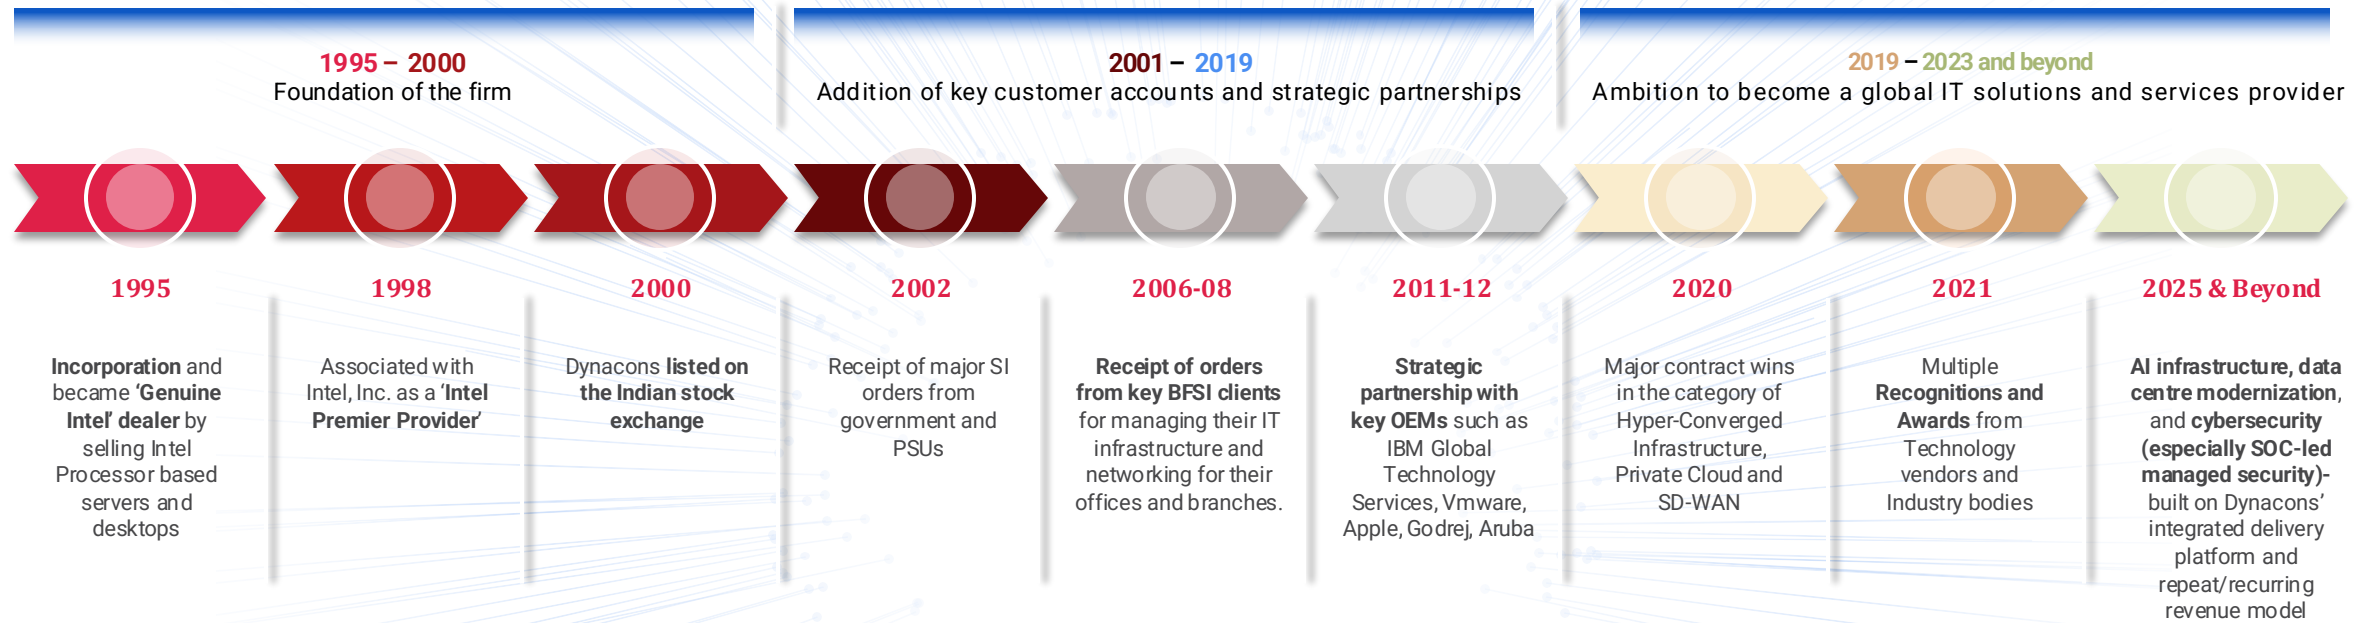 1995 – 2000
Foundation of the firm
2001 – 2019
Addition of key customer accounts and strategic partnerships
2019 – 2023 and beyond
Ambition to become a global IT solutions and services provider
1995
Incorporation and
became ‘Genuine
Intel’ dealer by
selling Intel
Processor based
servers and
desktops
1998
Associated with
Intel, Inc. as a ‘Intel
Premier Provider’
2000
Dynacons listed on
the Indian stock
exchange
2002
Receipt of major SI
orders from
government and
PSUs
2006-08
Receipt of orders
from key BFSI clients
for managing their IT
infrastructure and
networking for their
offices and branches.
2011-12
Strategic
partnership with
key OEMs such as
IBM Global
Technology
Services, Vmware,
Apple, Godrej, Aruba
2020
Major contract wins
in the category of
Hyper-Converged
Infrastructure,
Private Cloud and
SD-WAN
2021
Multiple
Recognitions and
Awards from
Technology
vendors and
Industry bodies
2025 & Beyond
AI infrastructure, data
centre modernization,
and cybersecurity
(especially SOC-led
managed security)-
built on Dynacons’
integrated delivery
platform and
repeat/recurring
revenue model